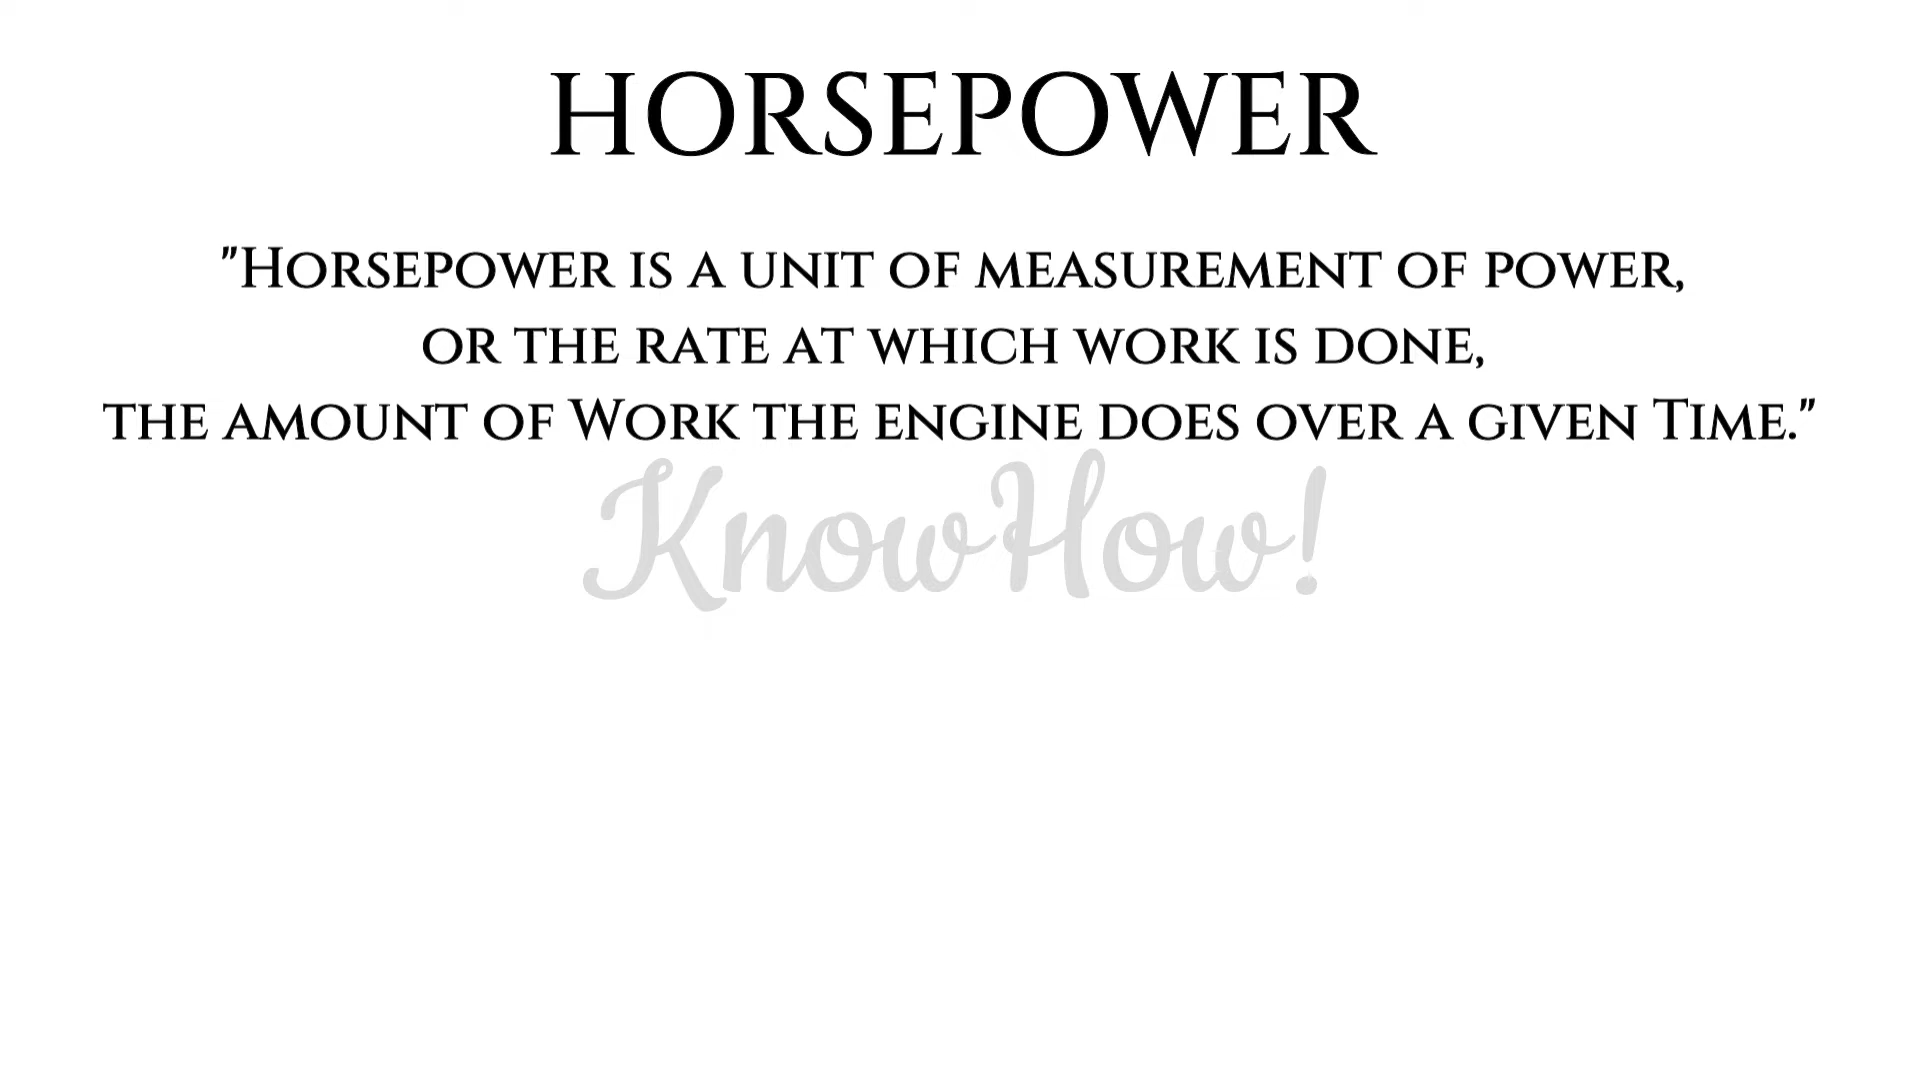 HORSEPOWER
"Horsepower is a unit of measurement of power,
or the rate at which work is done,
the amount of Work the engine does over a given Time."
KnowHow!